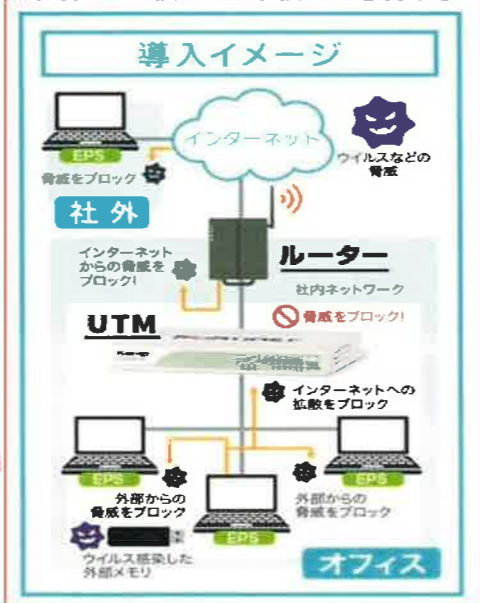 導入イメージ
インターネット
EPS
脅威をブロック
ウイルスなどの
脅威
社外
インターネット
からの脅威を
ブロック!
ルーター
社内ネットワーク
脅威をブロック!
UTM
インターネットへの
拡散をブロック
EPS
EPS
外部からの
脅威をブロック
外部からの
脅威をブロック
EPS
ウイルス感染した
外部メモリ
オフィス